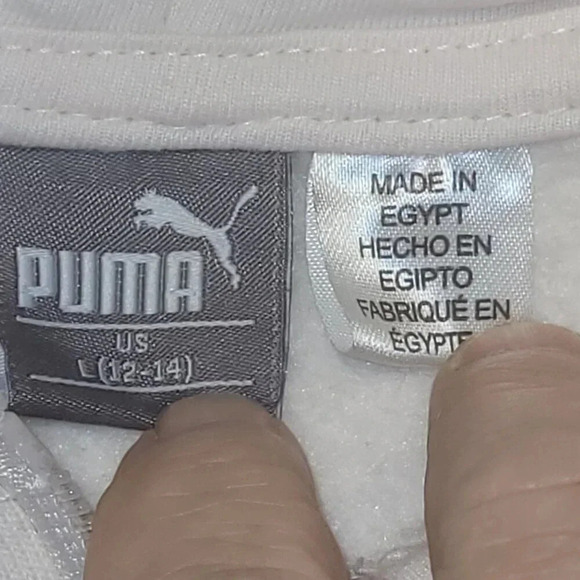 PUMA
US
L (12-14)
MADE IN
EGYPT
HECHO EN
EGIPTO
FABRIQUÉ EN
ÉGYPTE